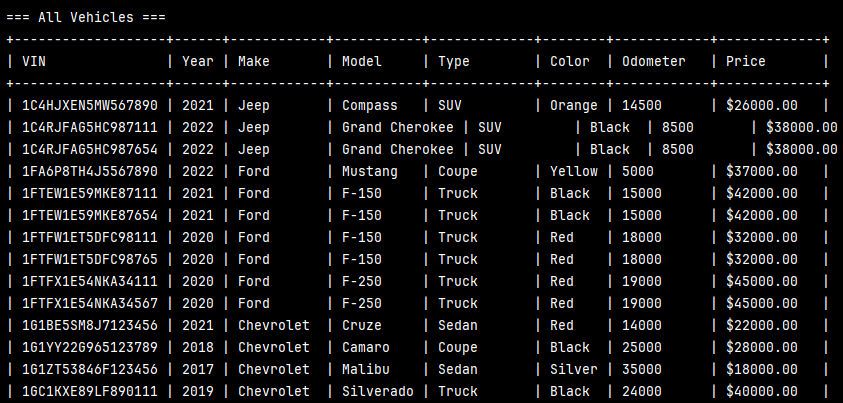 === All Vehicles ===
+-------------------+------+------------+-----------+-------------+--------+------------+-------------+
| VIN               | Year | Make       | Model     | Type        | Color  | Odometer   | Price       |
+-------------------+------+------------+-----------+-------------+--------+------------+-------------+
| 1C4HJXEN5MW567890 | 2021 | Jeep       | Compass   | SUV         | Orange | 14500      | $26000.00   |
| 1C4RJFAG5HC987111 | 2022 | Jeep       | Grand Cherokee | SUV         | Black  | 8500       | $38000.00
| 1C4RJFAG5HC987654 | 2022 | Jeep       | Grand Cherokee | SUV         | Black  | 8500       | $38000.00
| 1FA6P8TH4J5567890 | 2022 | Ford       | Mustang   | Coupe       | Yellow | 5000       | $37000.00   |
| 1FTEW1E59MKE87111 | 2021 | Ford       | F-150     | Truck       | Black  | 15000      | $42000.00   |
| 1FTEW1E59MKE87654 | 2021 | Ford       | F-150     | Truck       | Black  | 15000      | $42000.00   |
| 1FTFW1ET5DFC98111 | 2020 | Ford       | F-150     | Truck       | Red    | 18000      | $32000.00   |
| 1FTFW1ET5DFC98765 | 2020 | Ford       | F-150     | Truck       | Red    | 18000      | $32000.00   |
| 1FTFX1E54NKA34111 | 2020 | Ford       | F-250     | Truck       | Red    | 19000      | $45000.00   |
| 1FTFX1E54NKA34567 | 2020 | Ford       | F-250     | Truck       | Red    | 19000      | $45000.00   |
| 1G1BE5SM8J7123456 | 2021 | Chevrolet  | Cruze     | Sedan       | Red    | 14000      | $22000.00   |
| 1G1YY22G965123789 | 2018 | Chevrolet  | Camaro    | Coupe       | Black  | 25000      | $28000.00   |
| 1G1ZT53846F123456 | 2017 | Chevrolet  | Malibu    | Sedan       | Silver | 35000      | $18000.00   |
| 1GC1KXE89LF890111 | 2019 | Chevrolet  | Silverado | Truck       | Black  | 24000      | $40000.00   |